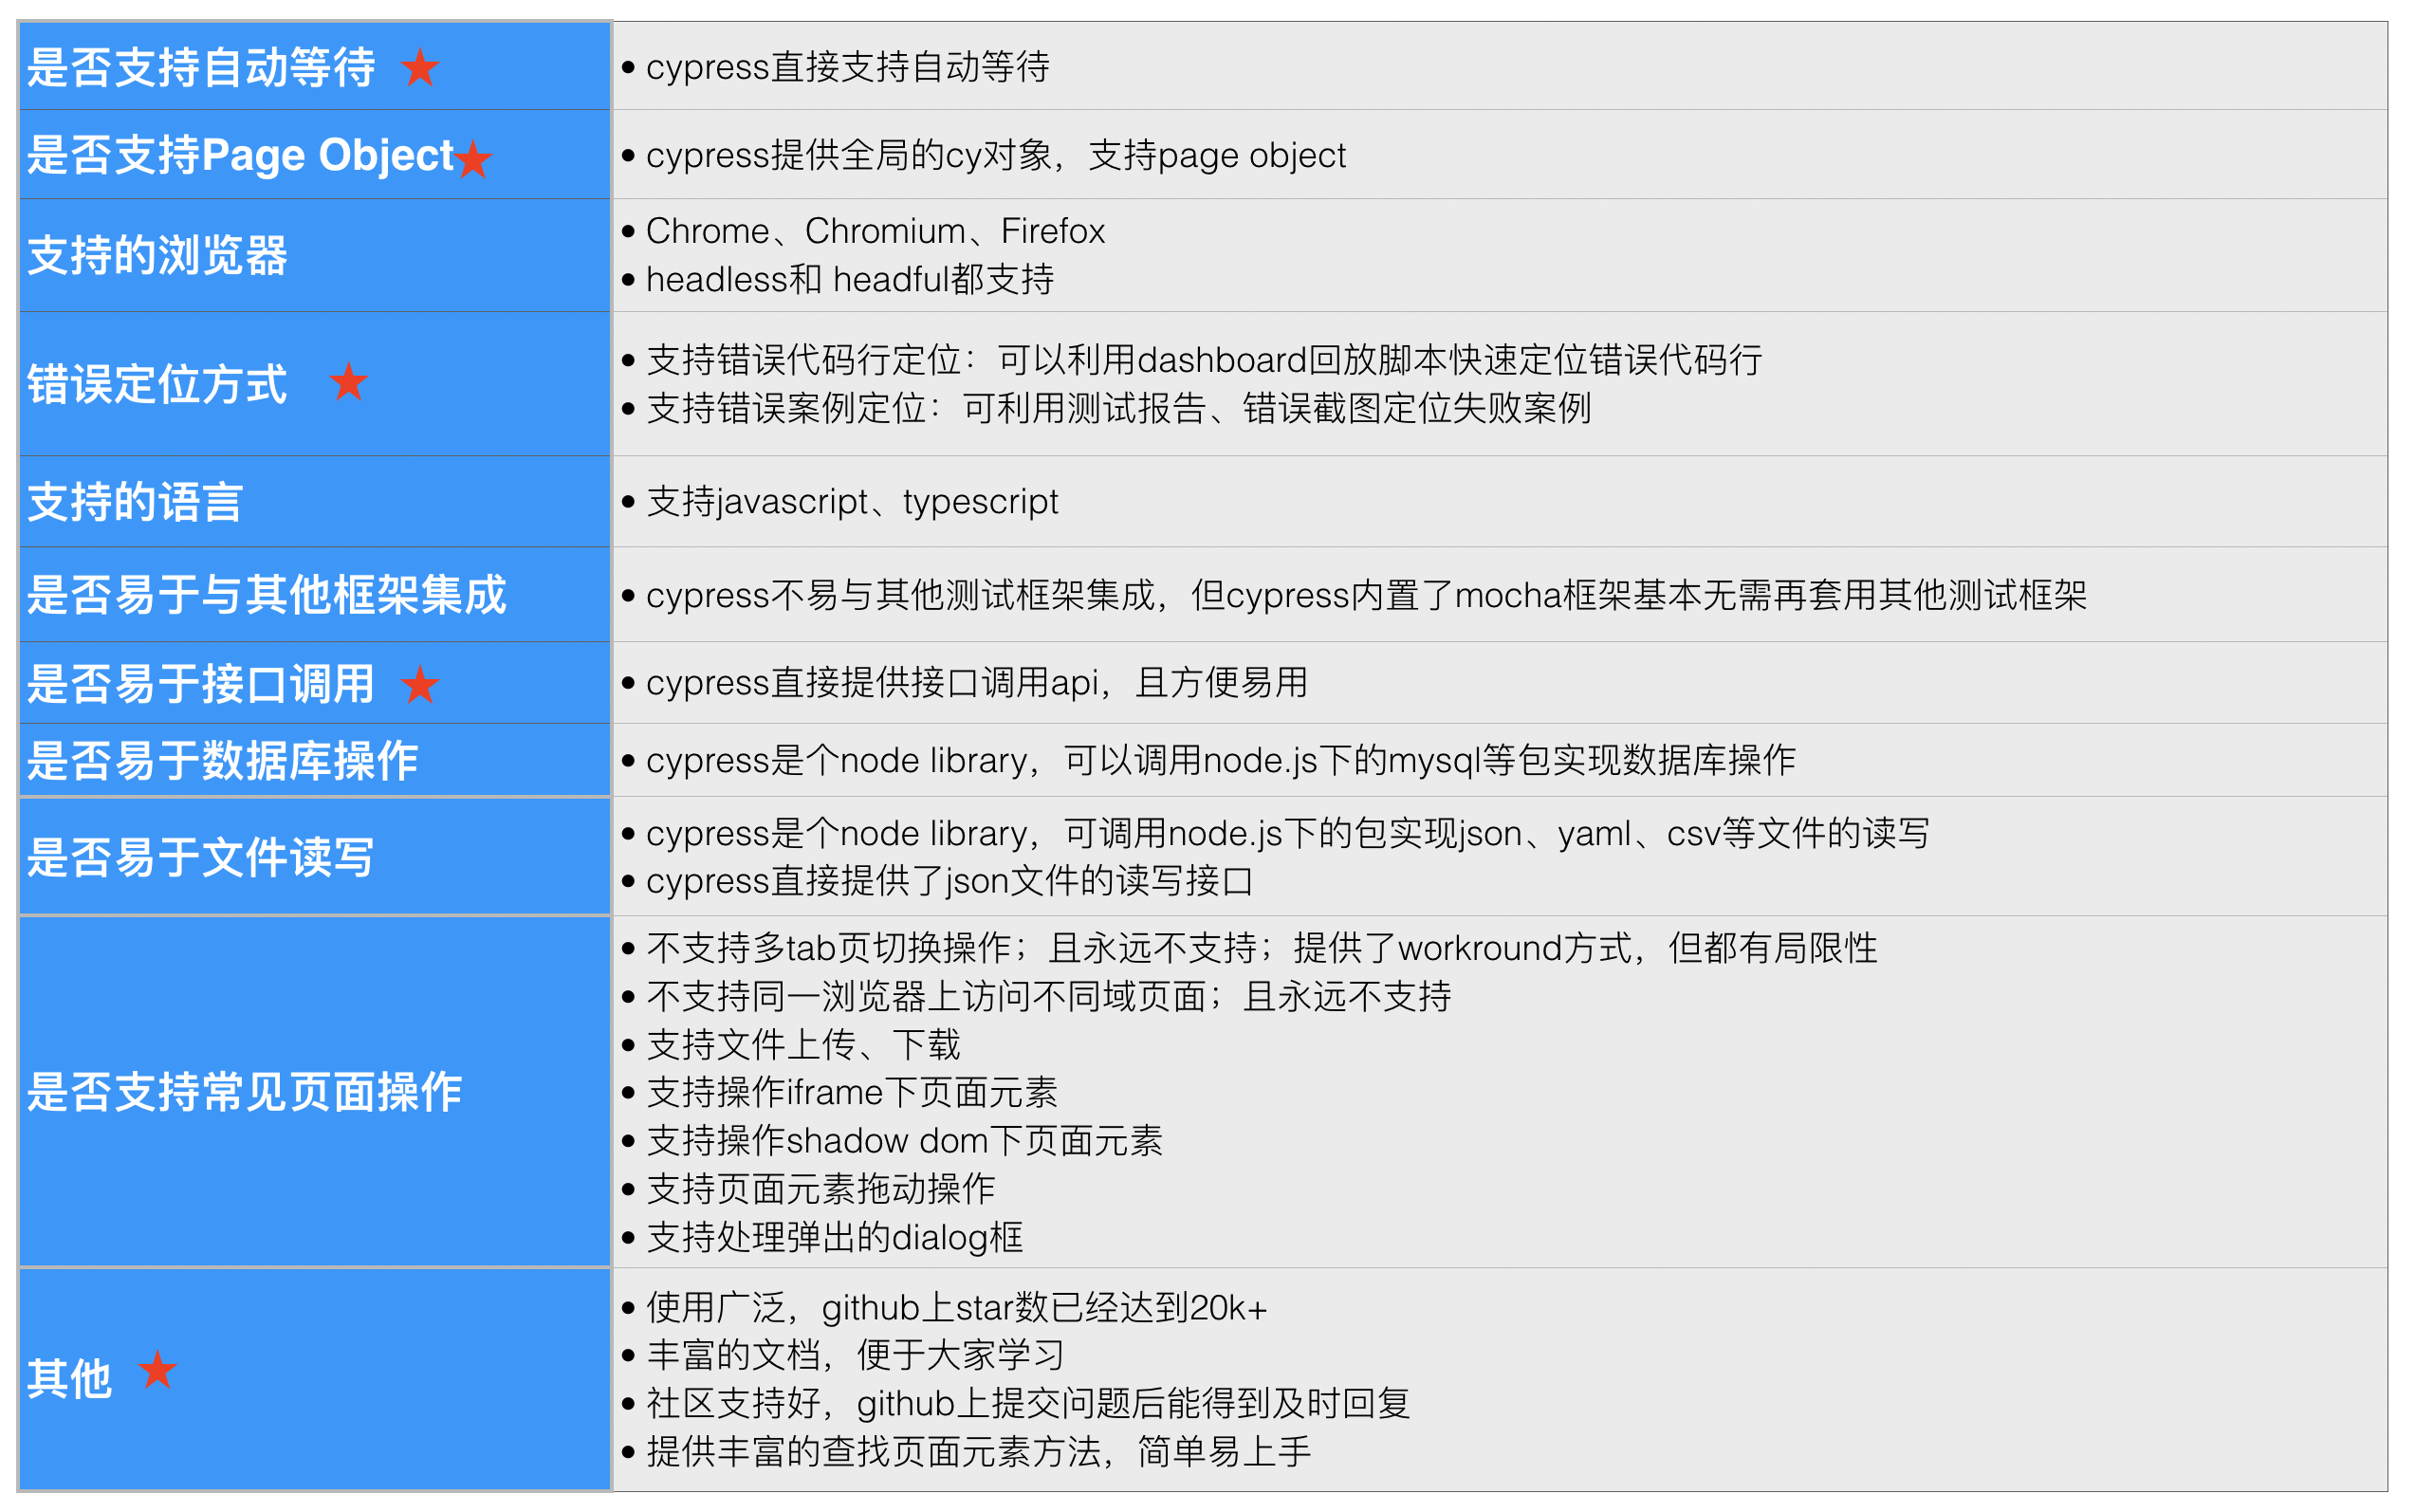 是否支持自动等待
• cypress直接支持自动等待
是否支持Page Object
• cypress提供全局的cy对象，支持page object
支持的浏览器
• Chrome、Chromium、Firefox
• headless和 headful都支持
错误定位方式
• 支持错误代码行定位：可以利用dashboard回放脚本快速定位错误代码行
• 支持错误案例定位：可利用测试报告、错误截图定位失败案例
支持的语言
• 支持javascript、typescript
是否易于与其他框架集成
• cypress不易与其他测试框架集成，但cypress内置了mocha框架基本无需再套用其他测试框架
是否易于接口调用
• cypress直接提供接口调用api，且方便易用
是否易于数据库操作
• cypress是个node library，可以调用node.js下的mysql等包实现数据库操作
是否易于文件读写
• cypress是个node library，可调用node.js下的包实现json、yaml、csv等文件的读写
• cypress直接提供了json文件的读写接口
是否支持常见页面操作
• 不支持多tab页切换操作；且永远不支持；提供了workround方式，但都有局限性
• 不支持同一浏览器上访问不同域页面；且永远不支持
• 支持文件上传、下载
• 支持操作iframe下页面元素
• 支持操作shadow dom下页面元素
• 支持页面元素拖动操作
• 支持处理弹出的dialog框
其他
• 使用广泛，github上star数已经达到20k+
• 丰富的文档，便于大家学习
• 社区支持好，github上提交问题后能得到及时回复
• 提供丰富的查找页面元素方法，简单易上手